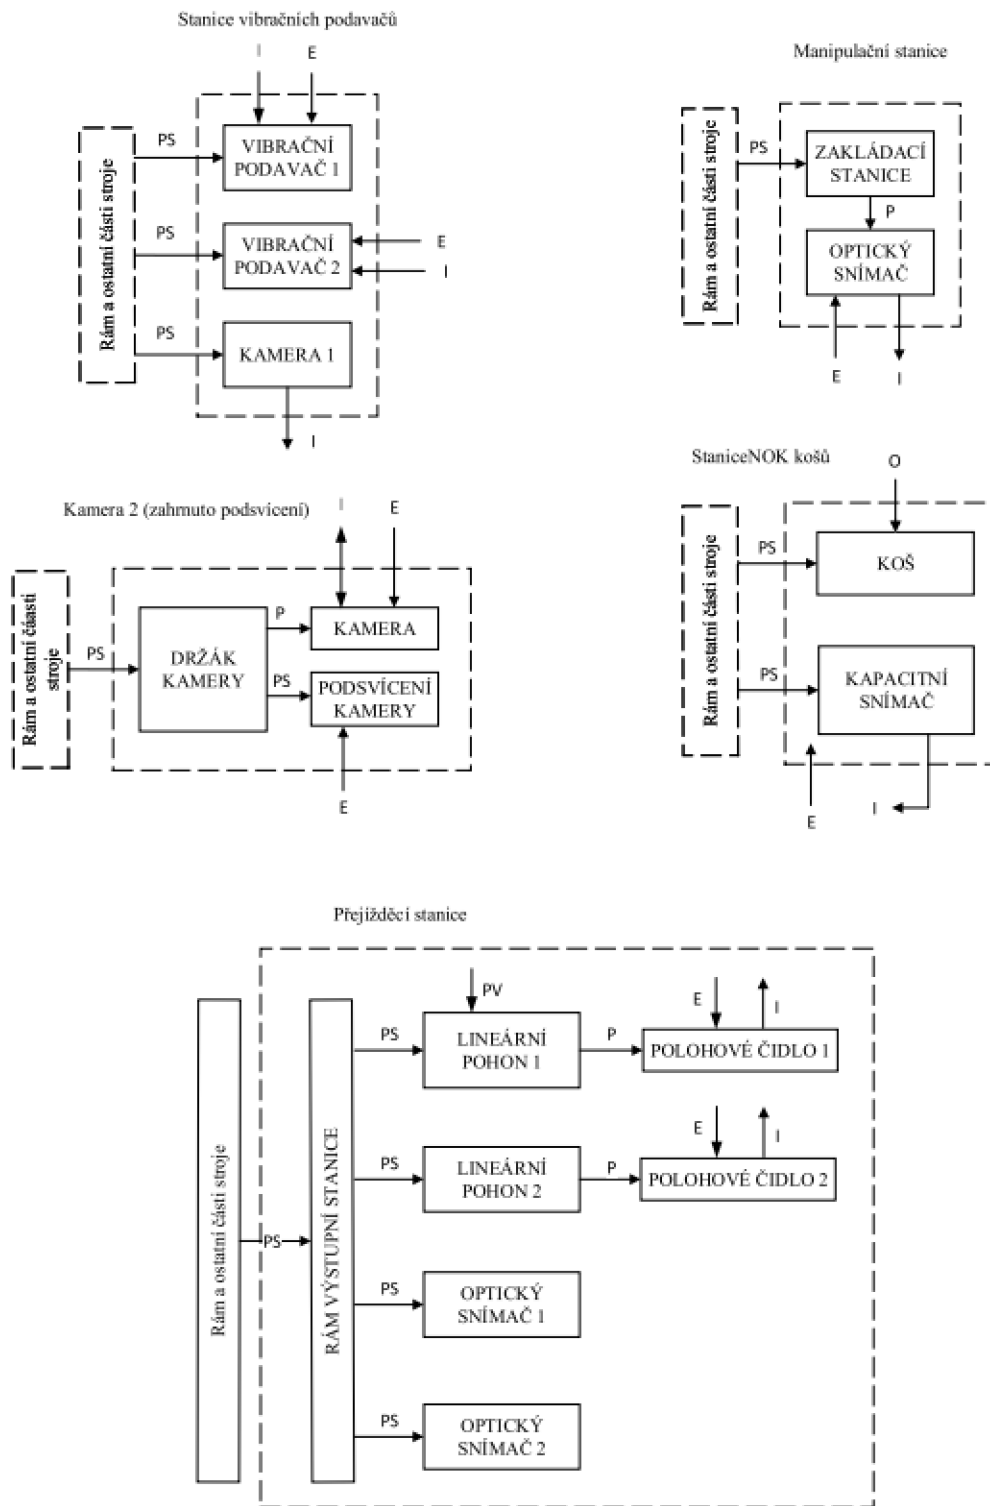 Stanice vibračních podavačů
I
E
Rám a ostatní části stroje
PS
VIBRAČNÍ
PODAVAČ 1
PS
VIBRAČNÍ
PODAVAČ 2
E
I
PS
KAMERA 1
I
Manipulační stanice
Rám a ostatní části stroje
PS
ZAKLÁDACÍ
STANICE
P
OPTICKÝ
SNÍMAČ
E
I
Kamera 2 (zahrnuto podsvícení)
I
E
Rám a ostatní čáasti
stroje
PS
DRŽÁK
KAMERY
P
KAMERA
PS
PODSVÍCENÍ
KAMERY
E
StaniceNOK košů
O
Rám a ostatní části stroje
PS
KOŠ
PS
KAPACITNÍ
SNÍMAČ
E
I
Přejížděcí stanice
Rám a ostatní části stroje
PS
RÁM VÝSTUPNÍ STANICE
PV
PS
LINEÁRNÍ
POHON 1
P
E
I
POLOHOVÉ ČIDLO 1
PS
LINEÁRNÍ
POHON 2
P
E
I
POLOHOVÉ ČIDLO 2
PS
OPTICKÝ
SNÍMAČ 1
PS
OPTICKÝ
SNÍMAČ 2